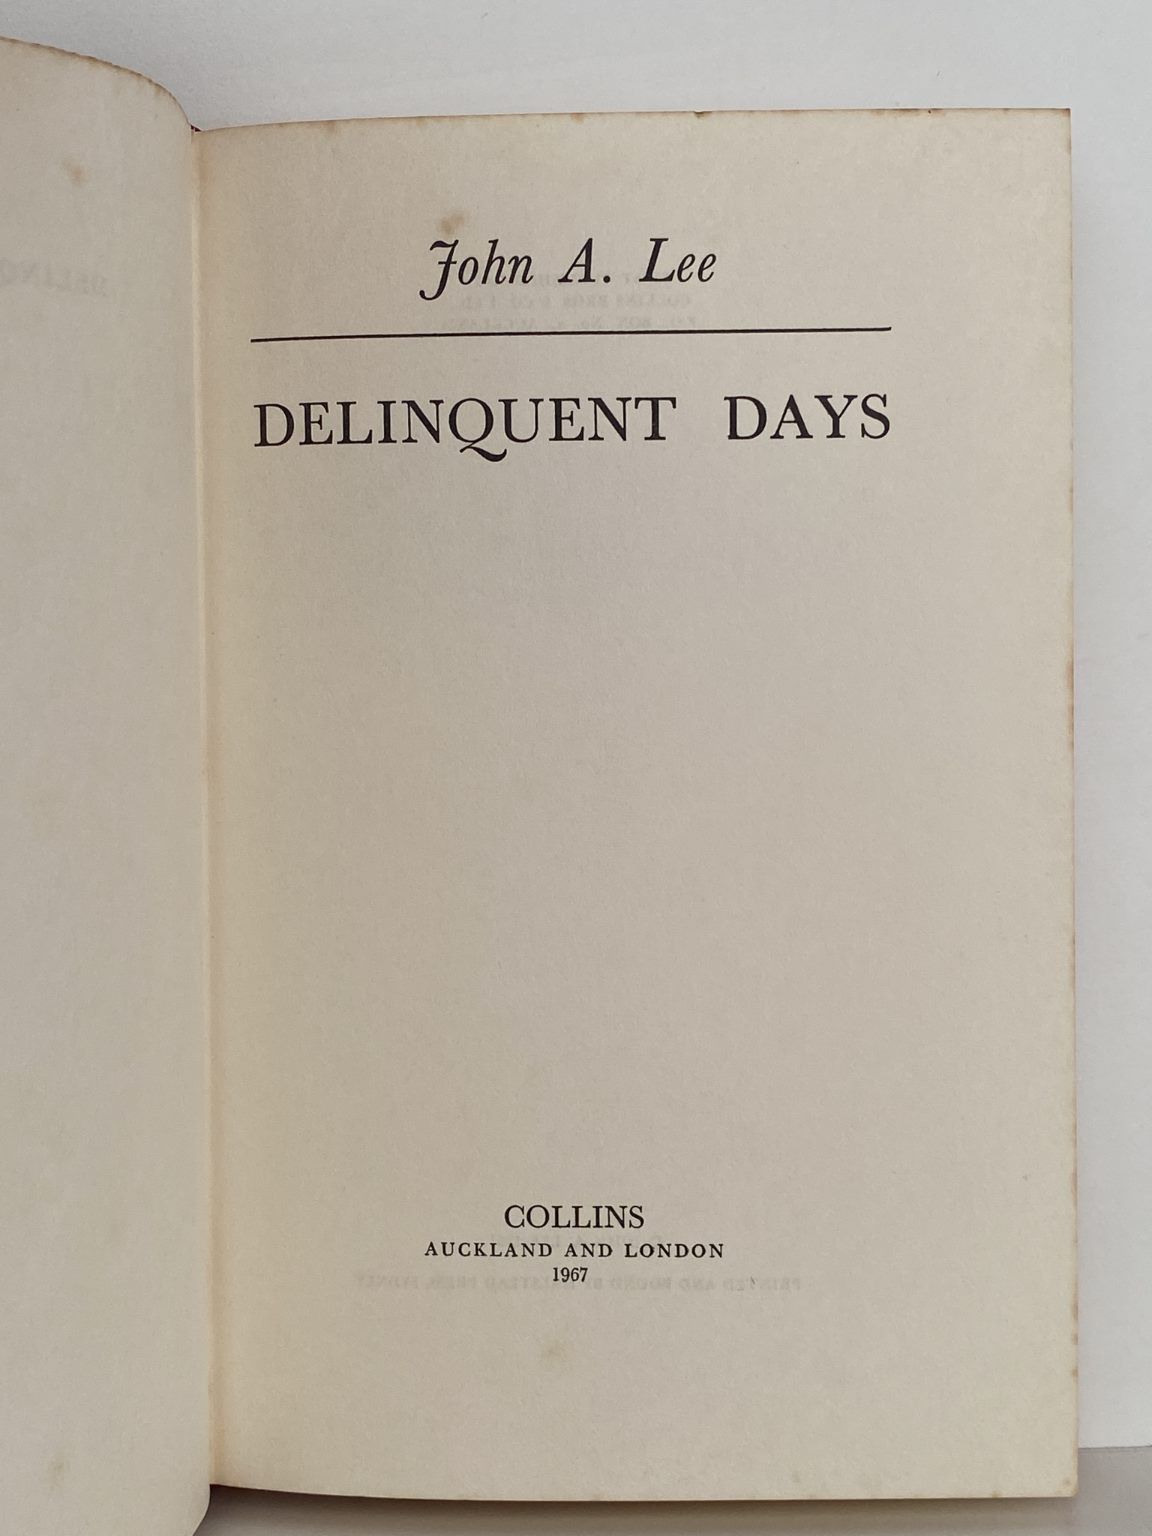 John A. Lee
DELINQUENT DAYS
COLLINS
AUCKLAND AND LONDON
1967